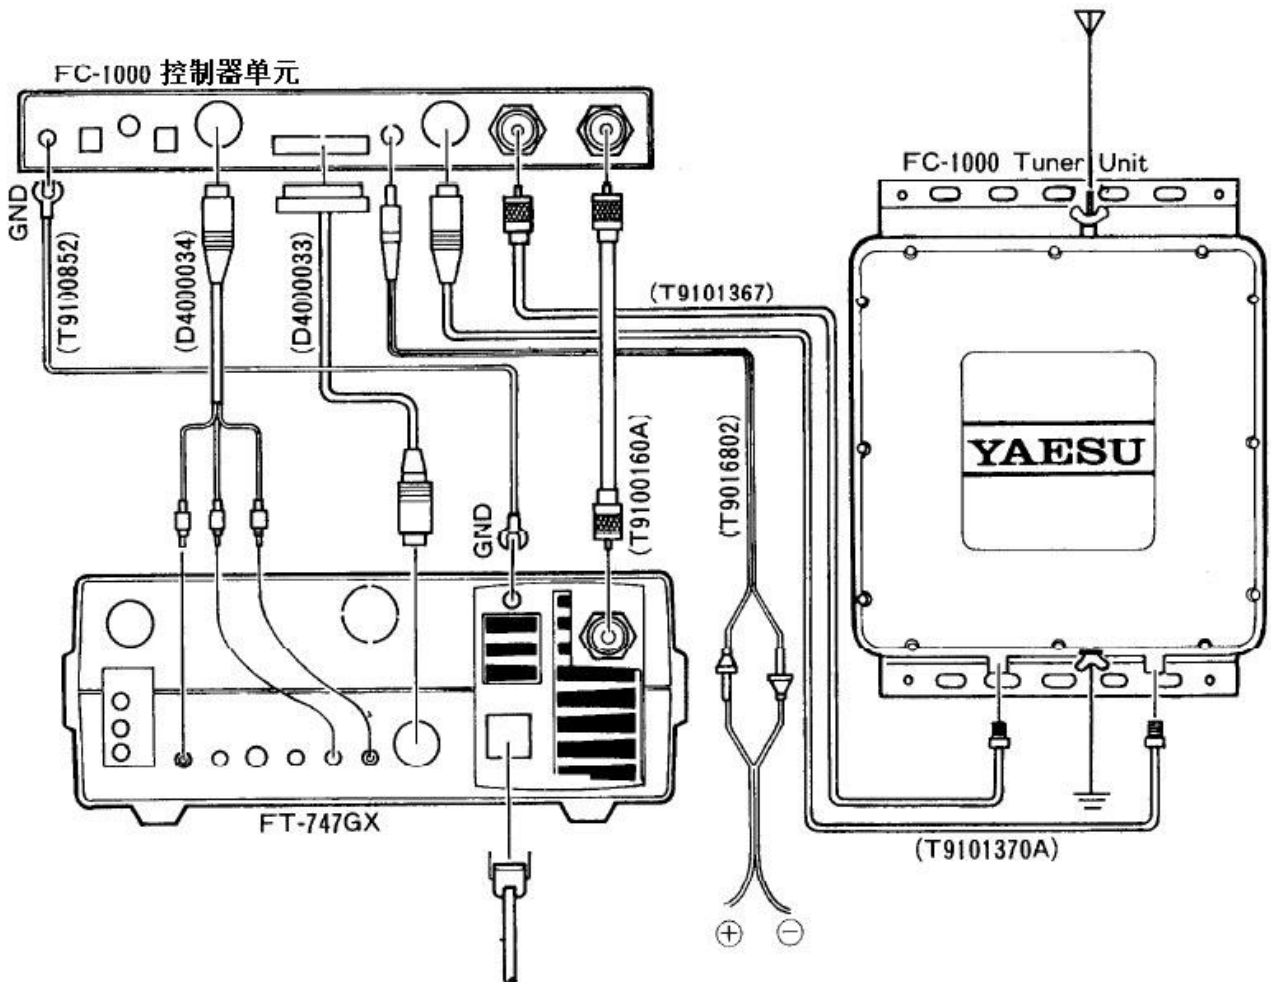 FC-1000 控制器单元
FC-1000 Tuner Unit
GND
(T9100852)
(D4000034)
(D4000033)
(T9101367)
(T9100160A)
(T9016802)
YAESU
GND
FT-747GX
(T9101370A)
+
−